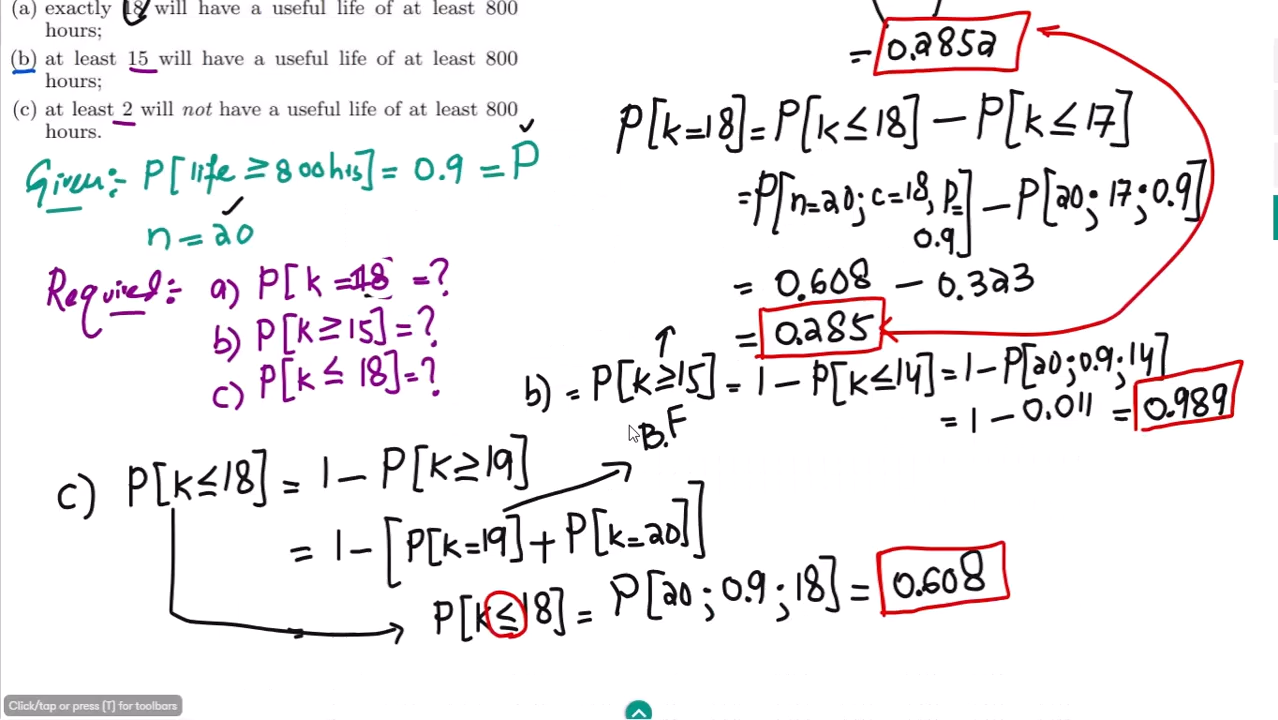 (a) exactly 18 will have a useful life of at least 800
hours;
(b) at least 15 will have a useful life of at least 800
hours;
(c) at least 2 will not have a useful life of at least 800
hours.
Given:- P[life ≥ 800hrs] = 0.9 = P
n = 20
Required:- a) P[k = 18 =?
b) P[k ≥ 15] = ?
c) P[k ≤ 18] = ?
= 0.2852
P[k=18] = P[k ≤ 18] − P[k ≤ 17]
= P[n=20; c=18, P= 0.9] − P[20; 17; 0.9]
= 0.608 − 0.323
= 0.285
b) = P[k ≥ 15] = 1 − P[k ≤ 14] = 1 − P[20; 0.9; 14]
= 1 − 0.011 = 0.989
B.F
c) P[k ≤ 18] = 1 − P[k ≥ 19]
= 1 − [P[k=19] + P[k=20]]
P[k ≤ 18] = P[20; 0.9; 18] = 0.608
Click/tap or press [T] for toolbars